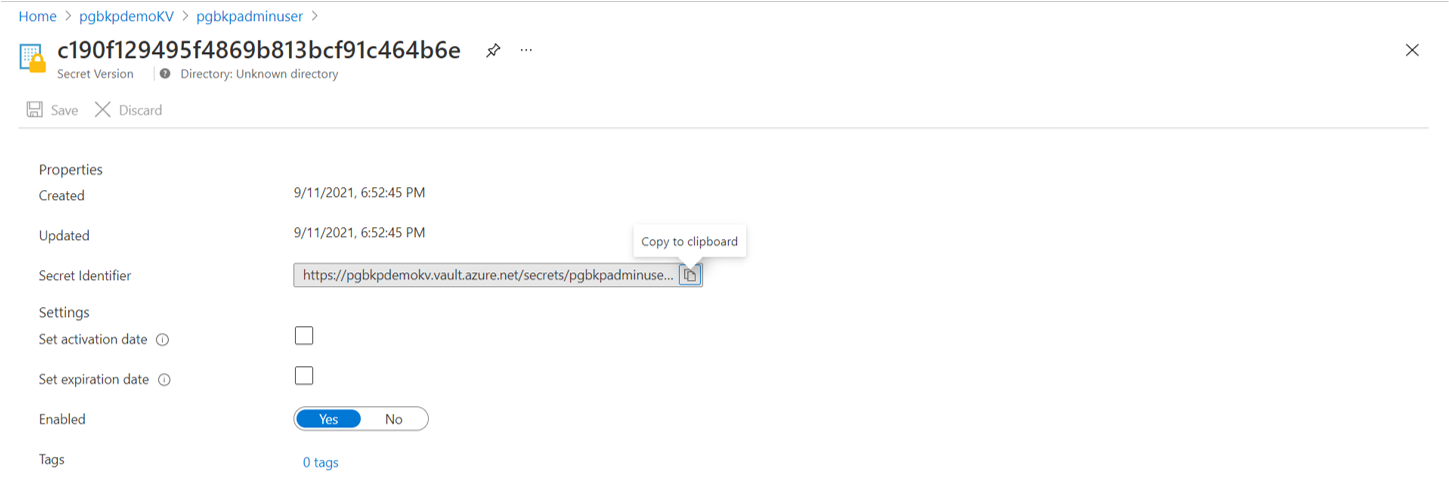 Home > pgbkpdemoKV > pgbkpadminuser >
c190f129495f4869b813bcf91c464b6e ...
Secret Version Directory: Unknown directory
Save Discard
Properties
Created 9/11/2021, 6:52:45 PM
Updated 9/11/2021, 6:52:45 PM
Copy to clipboard
Secret Identifier https://pgbkpdemokv.vault.azure.net/secrets/pgbkpadminuse...
Settings
Set activation date
Set expiration date
Enabled Yes No
Tags 0 tags